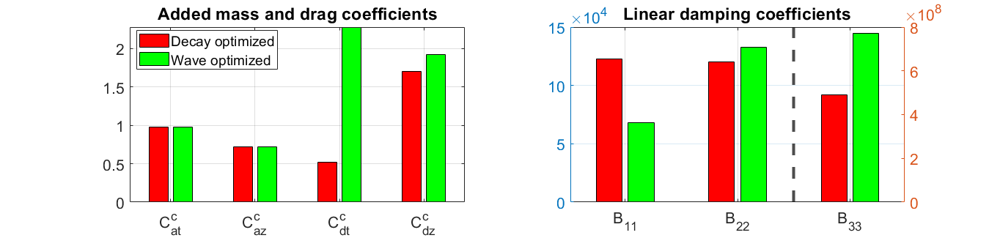 Added mass and drag coefficients
Decay optimized
Wave optimized
2
1.5
1
0.5
0
C^c_at C^c_az C^c_dt C^c_dz
Linear damping coefficients
×10^4
×10^8
15
10
5
0
8
6
4
2
0
B_11 B_22 B_33